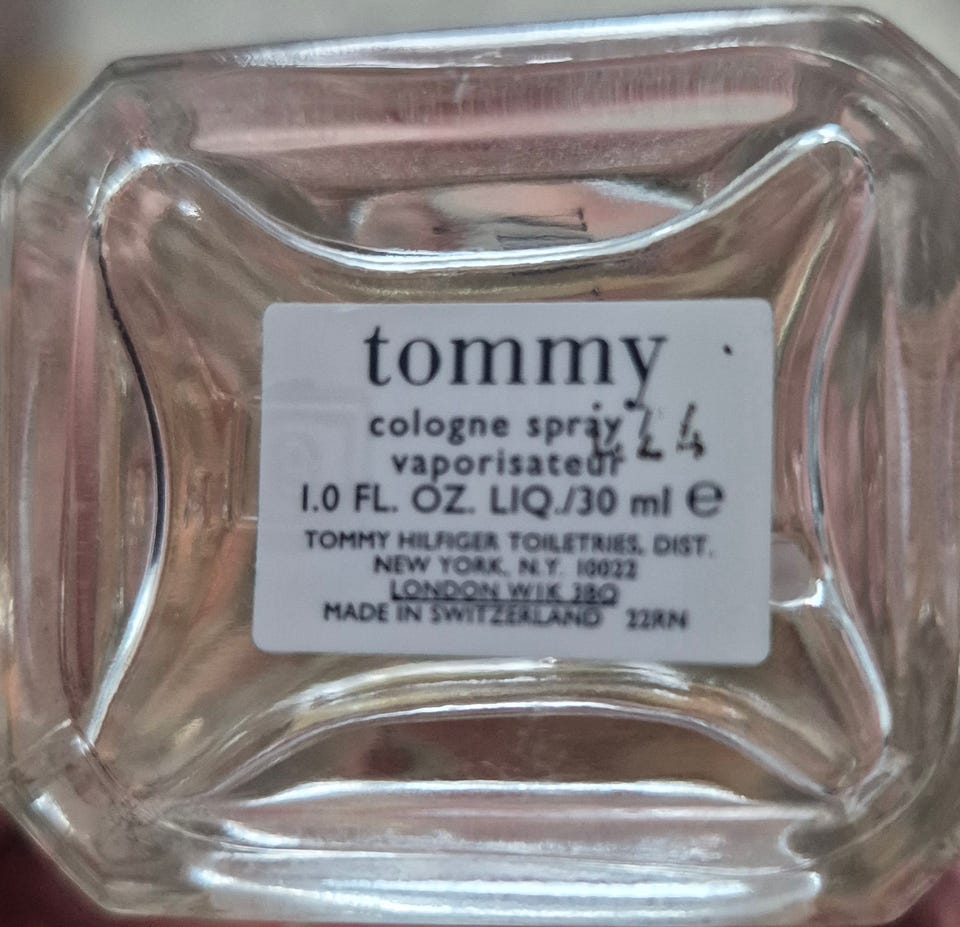 tommy
cologne spray
vaporisateur
1.0 FL. OZ. LIQ./30 ml e
TOMMY HILFIGER TOILETRIES, DIST.
NEW YORK, N.Y. 10022
LONDON W1K 3BQ
MADE IN SWITZERLAND 22RN